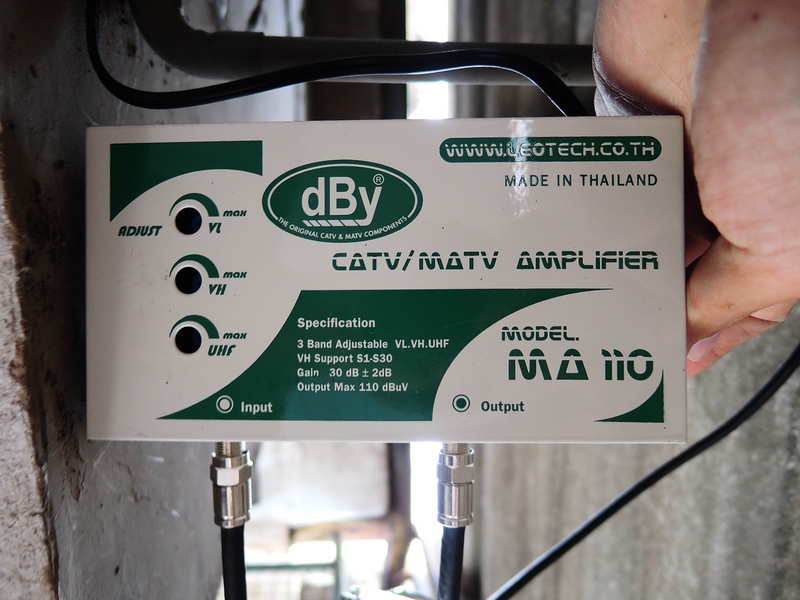 WWW.LEOTECH.CO.TH
MADE IN THAILAND
dBy®
THE ORIGINAL CATV & MATV COMPONENTS
CATV/MATV AMPLIFIER
ADJUST
max
VL
max
VH
max
UHF
Specification
3 Band Adjustable VL.VH.UHF
VH Support S1-S30
Gain 30 dB ± 2dB
Output Max 110 dBuV
MODEL.
MA 110
Input
Output